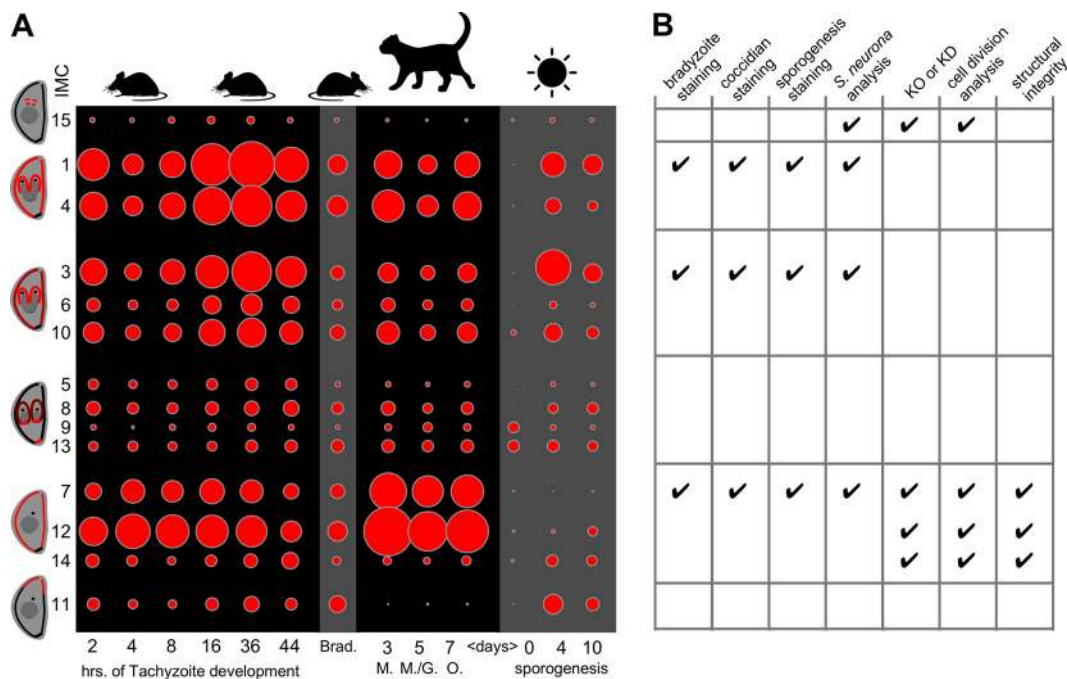 A
IMC
15
1
4
3
6
10
5
8
9
13
7
12
14
11
2 4 8 16 36 44 Brad. 3 5 7 <days> 0 4 10
hrs. of Tachyzoite development M. M./G. O. sporogenesis
B
bradyzoite staining
coccidian staining
sporogenesis staining
S. neurona analysis
KO or KD
cell division analysis
structural integrity